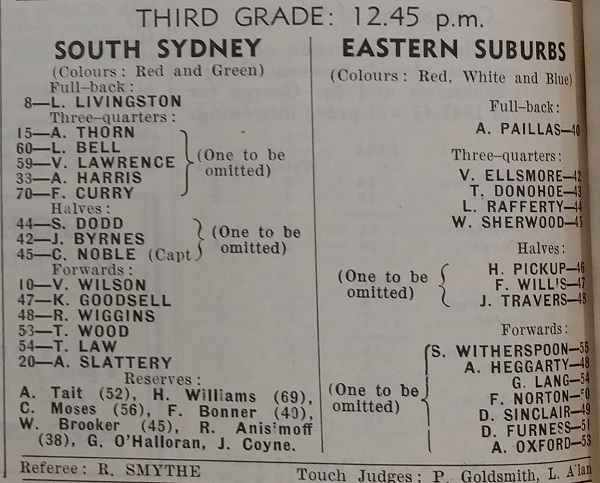 THIRD GRADE: 12.45 p.m.
SOUTH SYDNEY
(Colours: Red and Green)
Full-back:
8—L. LIVINGSTON
Three-quarters:
15—A. THORN
60—L. BELL
59—V. LAWRENCE
33—A. HARRIS
70—F. CURRY
(One to be
omitted)
Halves:
44—S. DODD
42—J. BYRNES
45—C. NOBLE (Capt)
(One to be
omitted)
Forwards:
10—V. WILSON
47—K. GOODSELL
48—R. WIGGINS
53—T. WOOD
54—T. LAW
20—A. SLATTERY
Reserves:
A. Tait (52), H. Williams (69),
C. Moses (56), F. Bonner (49),
W. Brooker (45), R. Anisimoff
(38), G. O'Halloran, J. Coyne.
EASTERN SUBURBS
(Colours: Red, White and Blue)
Full-back:
A. PAILLAS—40
Three-quarters:
V. ELLSMORE—42
T. DONOHOE—43
L. RAFFERTY—44
W. SHERWOOD—45
Halves:
(One to be
omitted)
H. PICKUP—46
F. WILL'S—47
J. TRAVERS—48
Forwards:
(One to be
omitted)
S. WITHERSPOON—55
A. HEGGARTY—48
G. LANG—54
F. NORTON—50
D. SINCLAIR—49
D. FURNESS—51
A. OXFORD—53
Referee: R. SMYTHE
Touch Judges: P. Goldsmith, L.